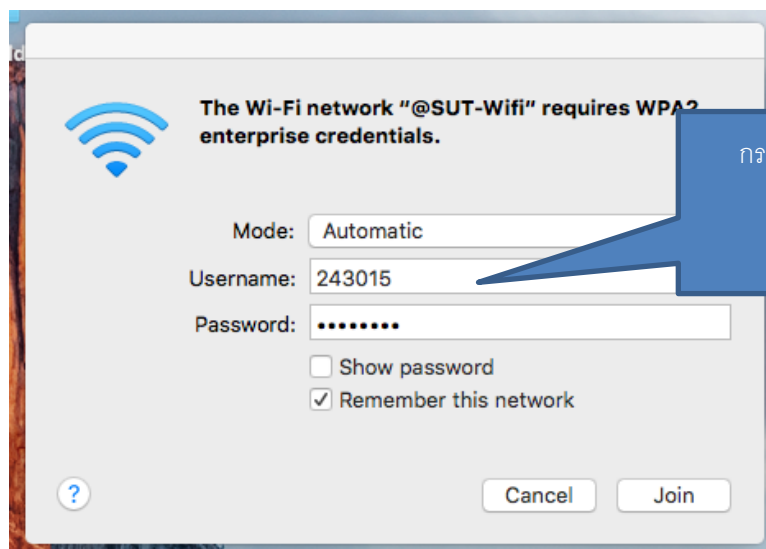 The Wi-Fi network “@SUT-Wifi” requires WPA2
enterprise credentials.
Mode: Automatic
Username: 243015
Password: ••••••••
Show password
Remember this network
? Cancel Join